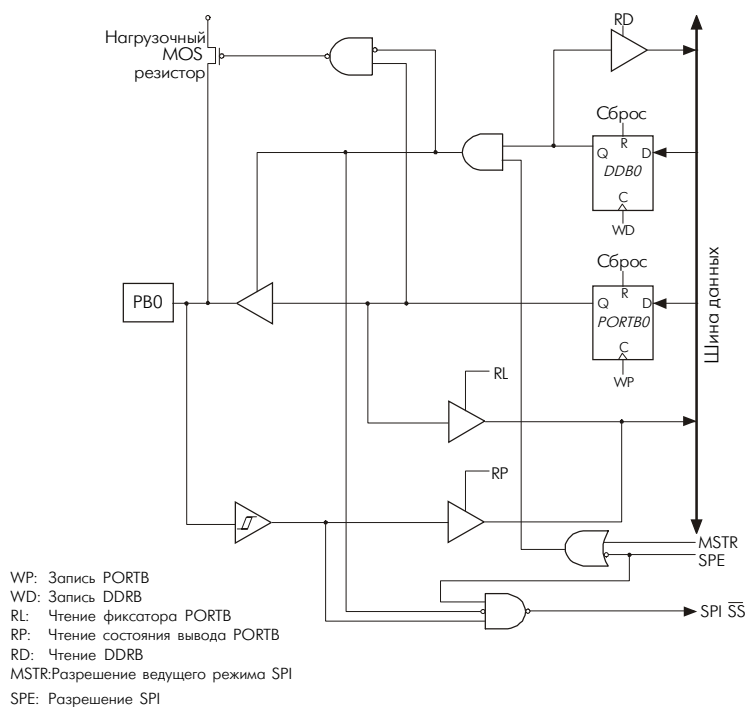 RD
Нагрузочный
MOS
резистор
Сброс
R
Q D
DDB0
C
WD
Сброс
R
PB0
Q D
PORTB0
C
WP
Шина данных
RL
RP
MSTR
SPE
SPI SS
WP: Запись PORTB
WD: Запись DDRB
RL: Чтение фиксатора PORTB
RP: Чтение состояния вывода PORTB
RD: Чтение DDRB
MSTR:Разрешение ведущего режима SPI
SPE: Разрешение SPI